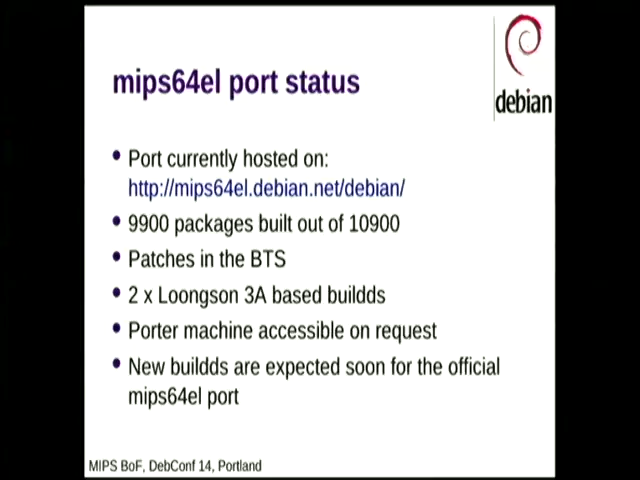 mips64el port status
debian
• Port currently hosted on:
http://mips64el.debian.net/debian/
• 9900 packages built out of 10900
• Patches in the BTS
• 2 x Loongson 3A based buildds
• Porter machine accessible on request
• New buildds are expected soon for the official
mips64el port
MIPS BoF, DebConf 14, Portland